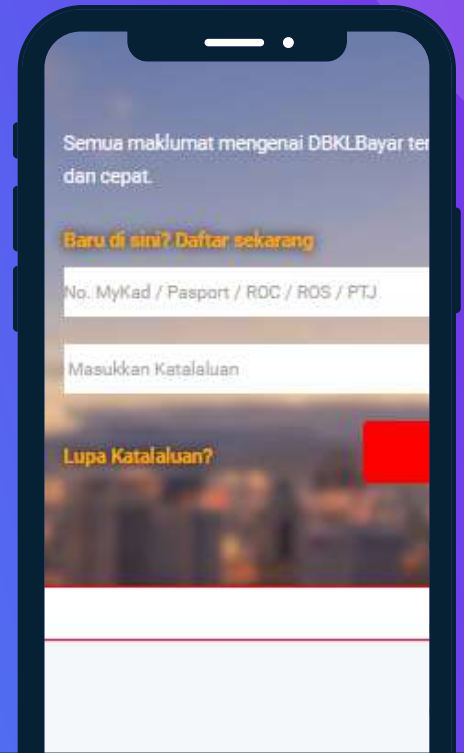 Semua maklumat mengenai DBKLBayar ter
dan cepat.
Baru di sini? Daftar sekarang
No. MyKad / Pasport / ROC / ROS / PTJ
Masukkan Katalaluan
Lupa Katalaluan?